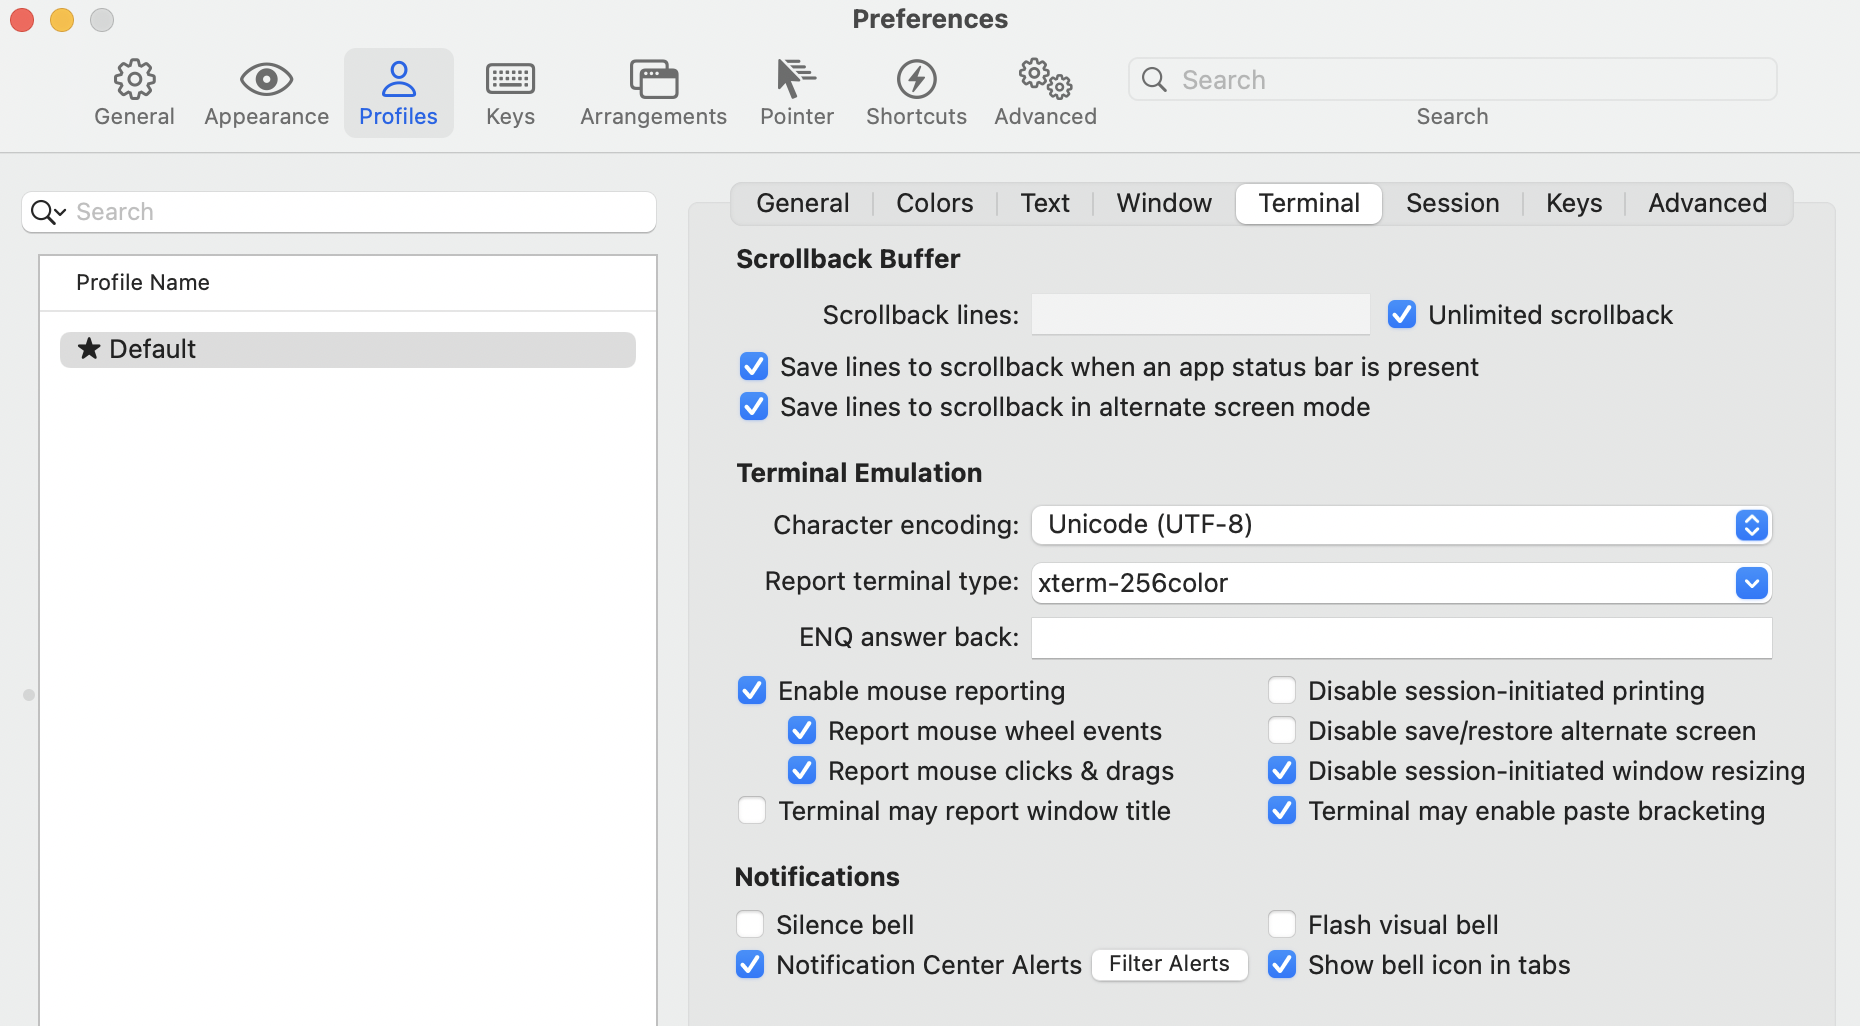 Preferences
General Appearance Profiles Keys Arrangements Pointer Shortcuts Advanced Search
Search
Search
Profile Name
Default
General Colors Text Window Terminal Session Keys Advanced
Scrollback Buffer
Scrollback lines: Unlimited scrollback
Save lines to scrollback when an app status bar is present
Save lines to scrollback in alternate screen mode
Terminal Emulation
Character encoding: Unicode (UTF-8)
Report terminal type: xterm-256color
ENQ answer back:
Enable mouse reporting Disable session-initiated printing
Report mouse wheel events Disable save/restore alternate screen
Report mouse clicks & drags Disable session-initiated window resizing
Terminal may report window title Terminal may enable paste bracketing
Notifications
Silence bell Flash visual bell
Notification Center Alerts Filter Alerts Show bell icon in tabs